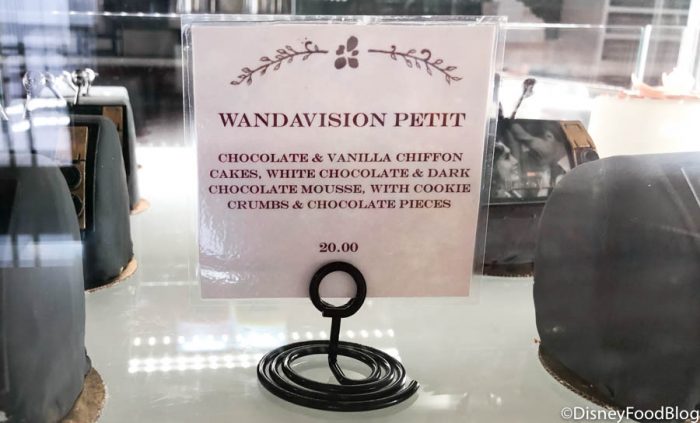 WANDAVISION PETIT
CHOCOLATE & VANILLA CHIFFON
CAKES, WHITE CHOCOLATE & DARK
CHOCOLATE MOUSSE, WITH COOKIE
CRUMBS & CHOCOLATE PIECES
20.00
©DisneyFoodBlog